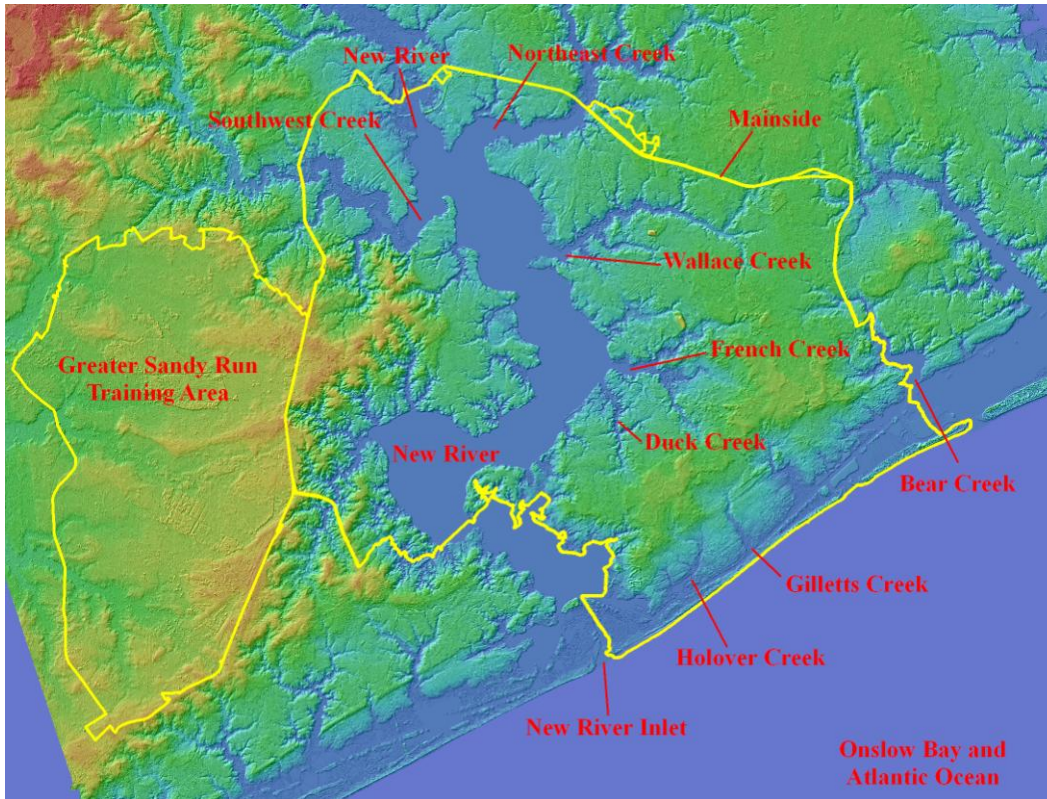 New River
Northeast Creek
Southwest Creek
Mainside
Wallace Creek
French Creek
Greater Sandy Run
Training Area
Duck Creek
New River
Bear Creek
Gilletts Creek
Holover Creek
New River Inlet
Onslow Bay and
Atlantic Ocean